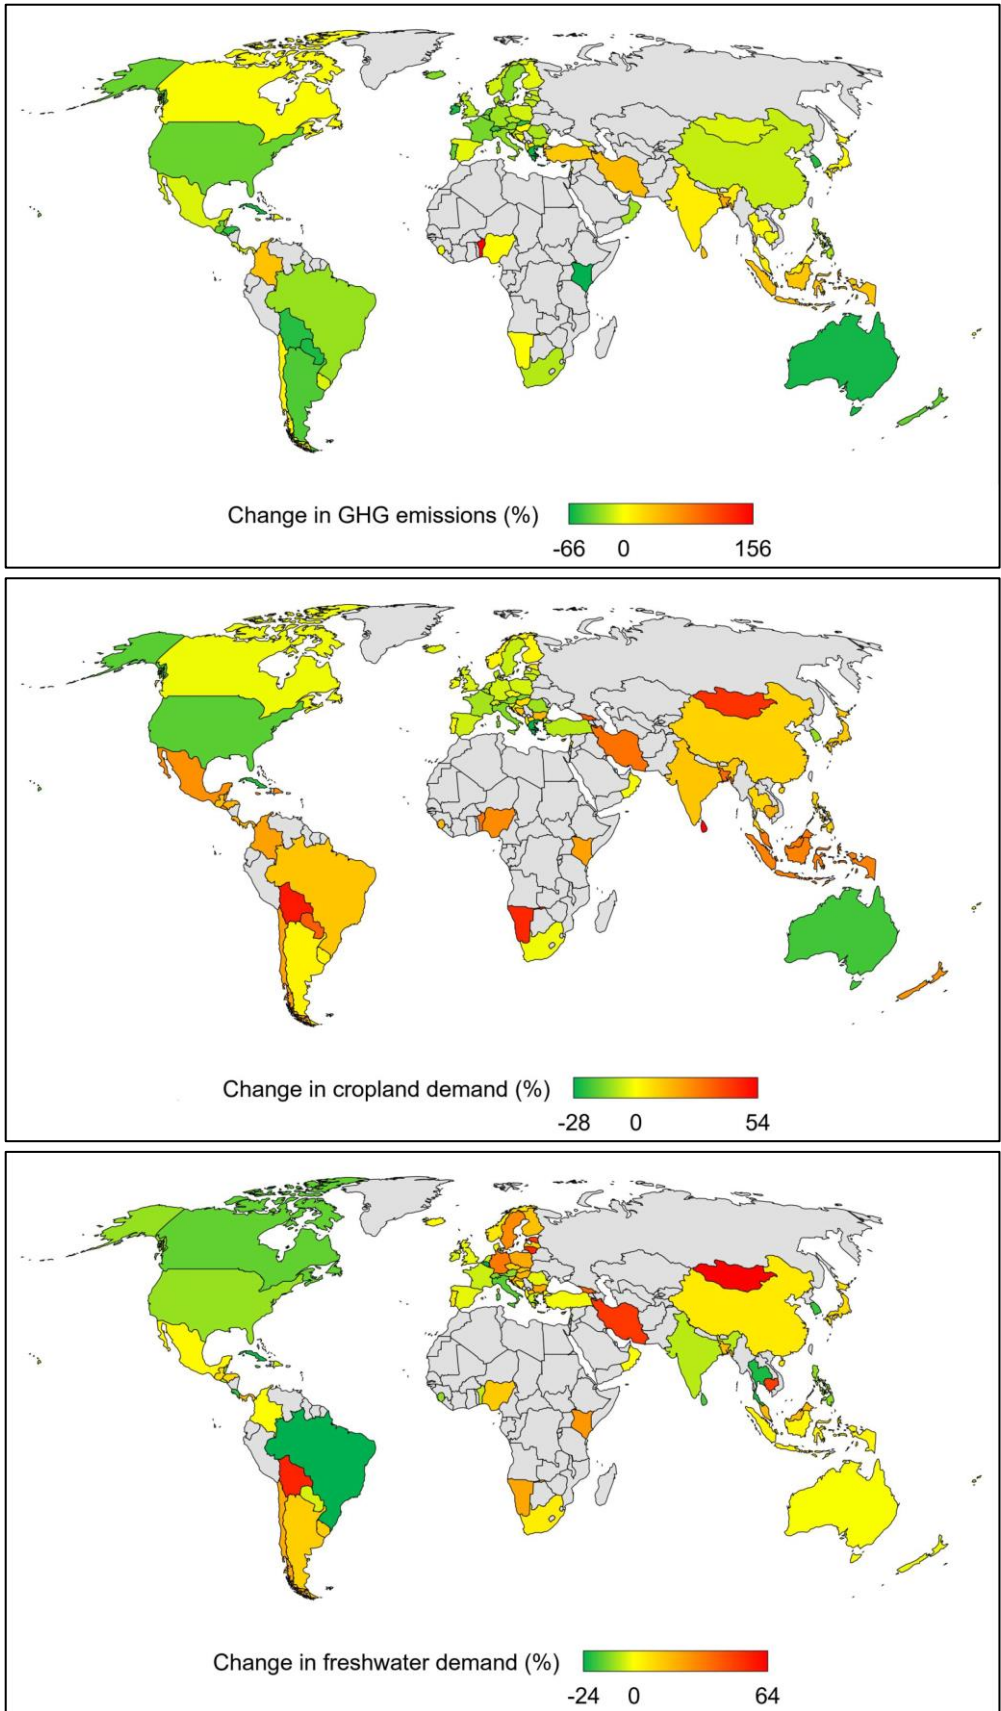 Change in GHG emissions (%)
-66 0 156
Change in cropland demand (%)
-28 0 54
Change in freshwater demand (%)
-24 0 64